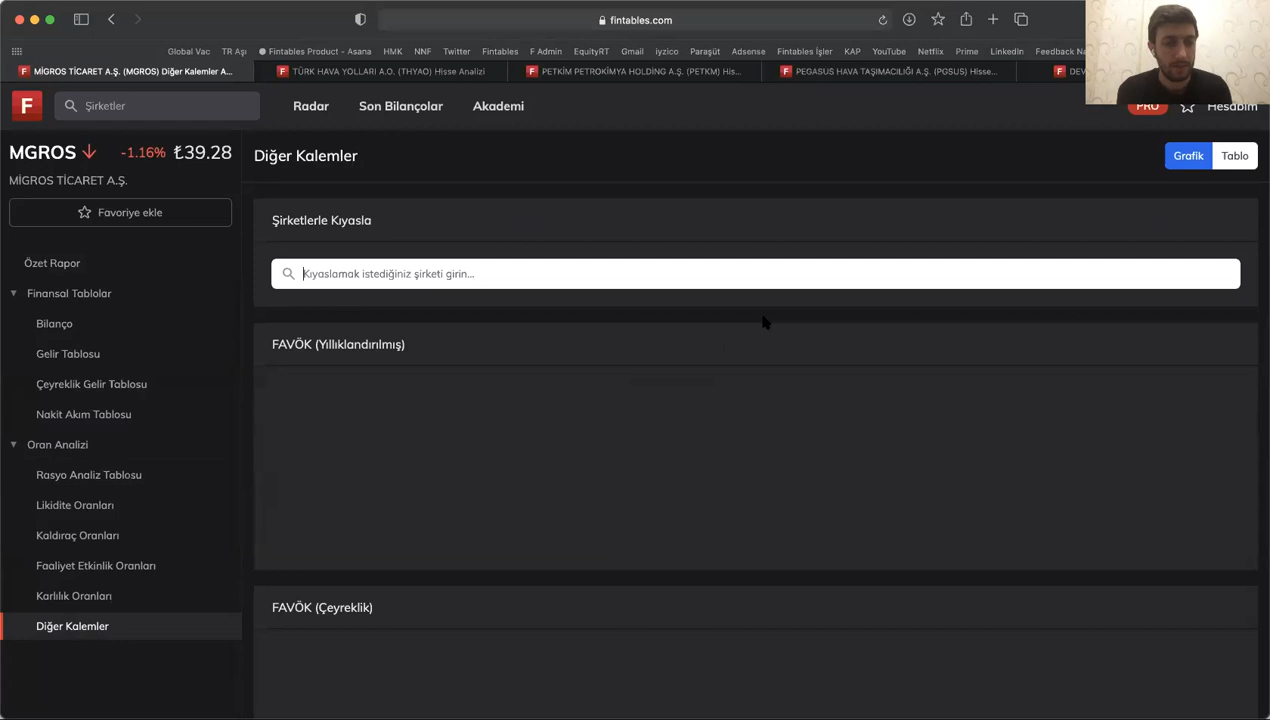 fintables.com
Global Vac TR Aşı Fintables Product - Asana HMK NNF Twitter Fintables F Admin EquityRT Gmail iyzico Paraşüt Adsense Fintables İşler KAP YouTube Netflix Prime LinkedIn Feedback
F MİGROS TİCARET A.Ş. (MGROS) Diğer Kalemler A...
F TÜRK HAVA YOLLARI A.O. (THYAO) Hisse Analizi
F PETKİM PETROKİMYA HOLDİNG A.Ş. (PETKM) His...
F PEGASUS HAVA TAŞIMACILIĞI A.Ş. (PGSUS) Hisse...
F DEV
F Şirketler Radar Son Bilançolar Akademi PRO Hesabım
MGROS -1.16% ₺39.28
MİGROS TİCARET A.Ş.
Favoriye ekle
Özet Rapor
Finansal Tablolar
Bilanço
Gelir Tablosu
Çeyreklik Gelir Tablosu
Nakit Akım Tablosu
Oran Analizi
Rasyo Analiz Tablosu
Likidite Oranları
Kaldıraç Oranları
Faaliyet Etkinlik Oranları
Karlılık Oranları
Diğer Kalemler
Diğer Kalemler
Grafik Tablo
Şirketlerle Kıyasla
Kıyaslamak istediğiniz şirketi girin...
FAVÖK (Yıllıklandırılmış)
FAVÖK (Çeyreklik)